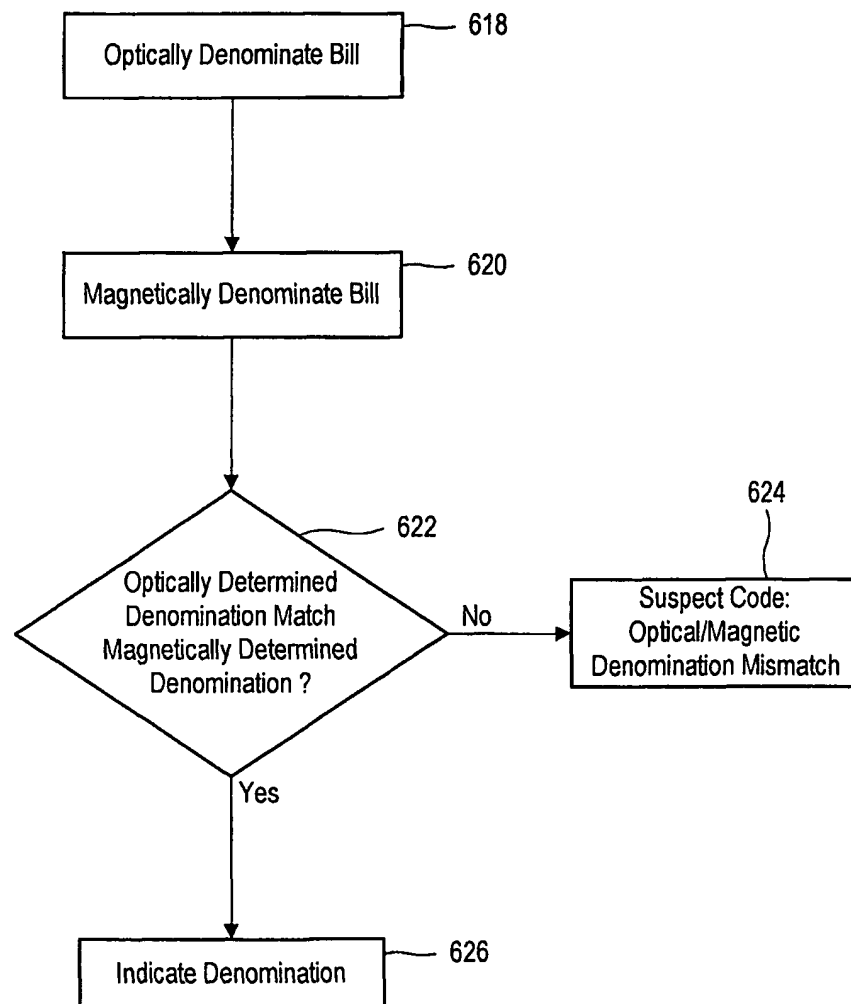 Optically Denominate Bill
618
Magnetically Denominate Bill
620
622
Optically Determined
Denomination Match
Magnetically Determined
Denomination ?
No
624
Suspect Code:
Optical/Magnetic
Denomination Mismatch
Yes
Indicate Denomination
626